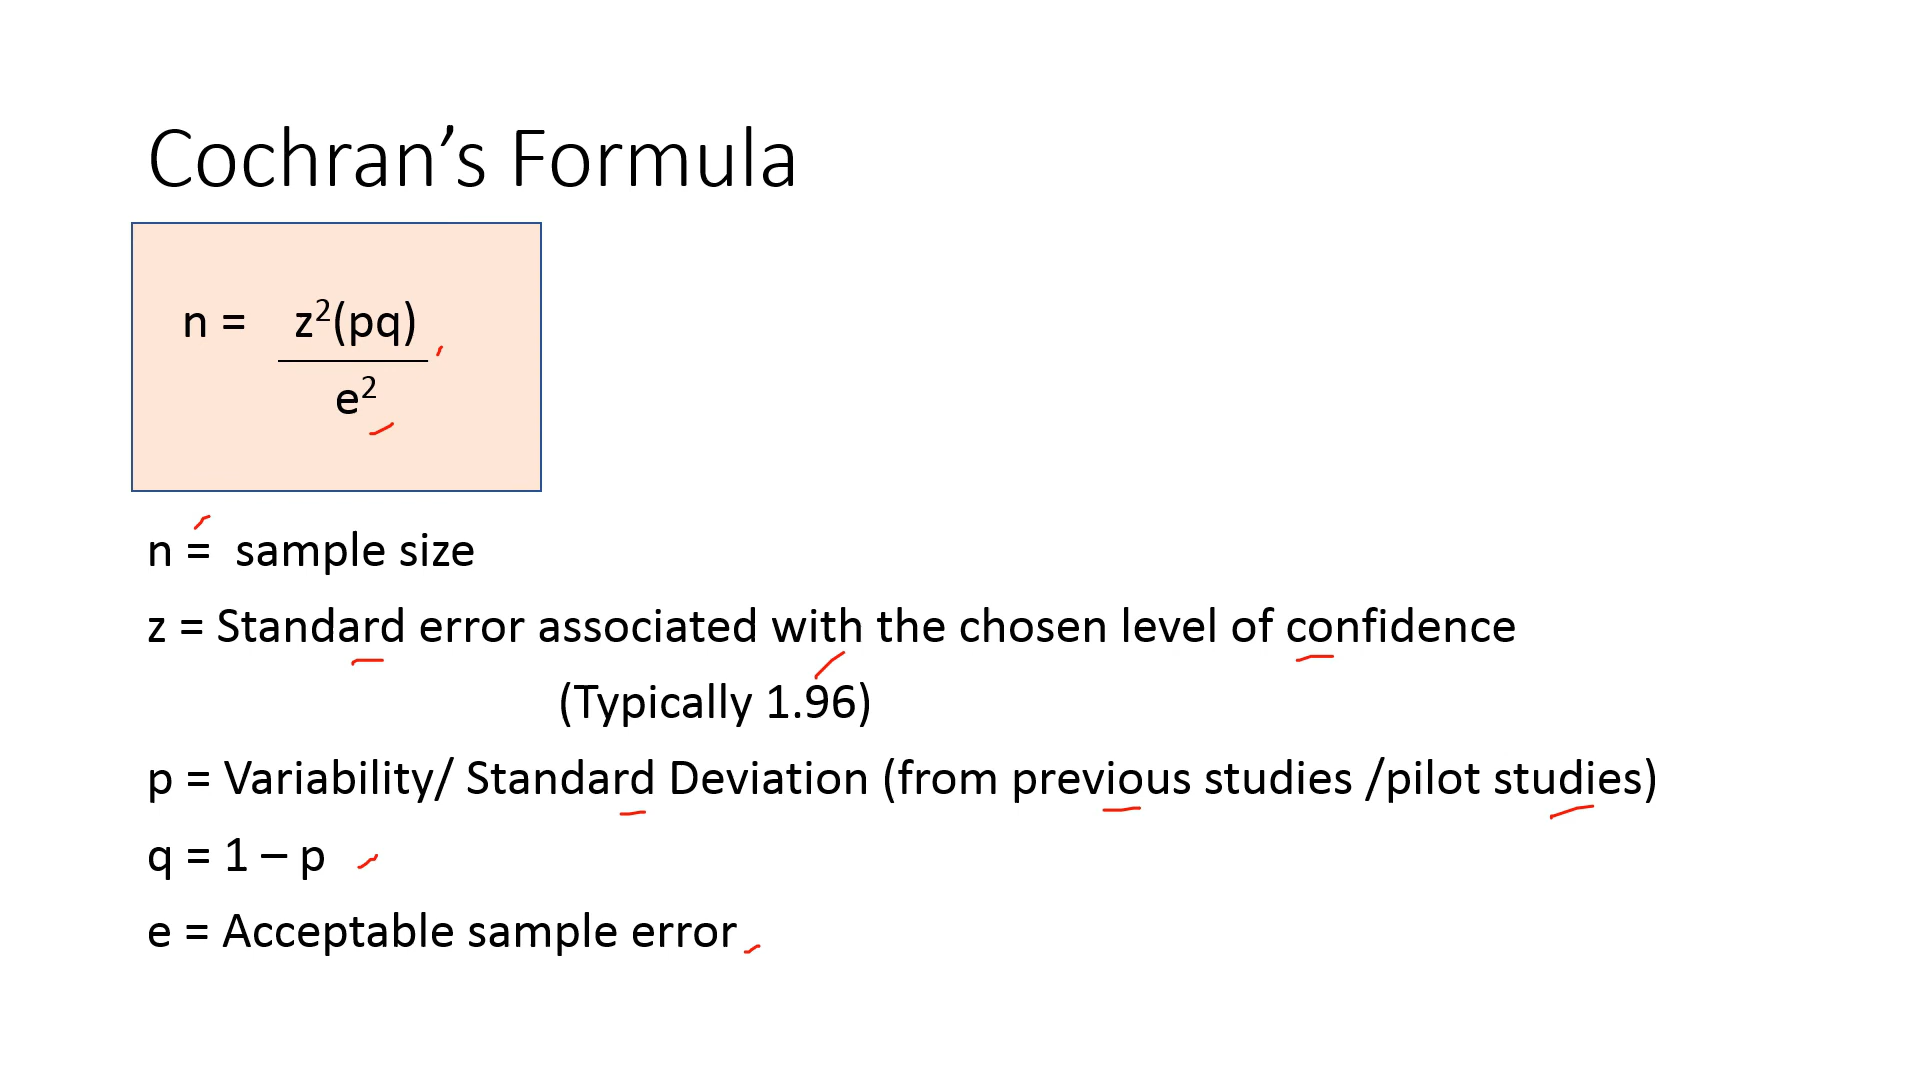 Cochran’s Formula
n = z²(pq)
e²
n = sample size
z = Standard error associated with the chosen level of confidence
(Typically 1.96)
p = Variability/ Standard Deviation (from previous studies /pilot studies)
q = 1 – p
e = Acceptable sample error